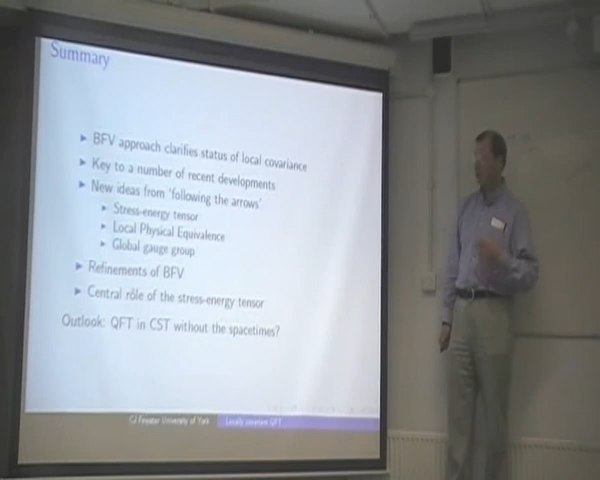 Summary
▶ BFV approach clarifies status of local covariance
▶ Key to a number of recent developments
▶ New ideas from 'following the arrows'
▶ Stress-energy tensor
▶ Local Physical Equivalence
▶ Global gauge group
▶ Refinements of BFV
▶ Central rôle of the stress-energy tensor
Outlook: QFT in CST without the spacetimes?
CJ Fewster University of York Locally covariant QFT